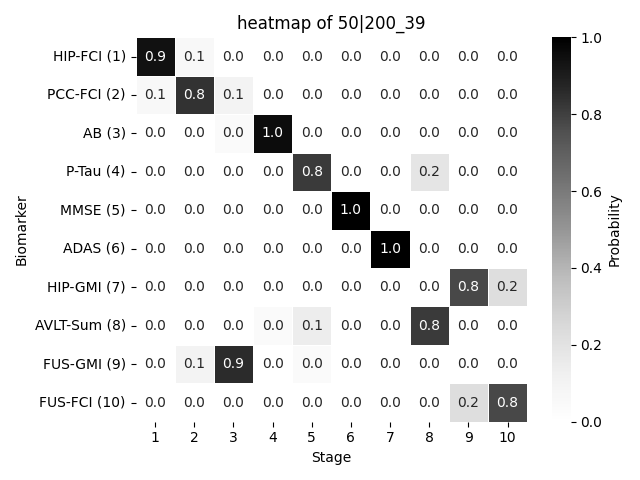 heatmap of 50|200_39
HIP-FCI (1) 0.9 0.1 0.0 0.0 0.0 0.0 0.0 0.0 0.0 0.0
PCC-FCI (2) 0.1 0.8 0.1 0.0 0.0 0.0 0.0 0.0 0.0 0.0
AB (3) 0.0 0.0 0.0 1.0 0.0 0.0 0.0 0.0 0.0 0.0
P-Tau (4) 0.0 0.0 0.0 0.0 0.8 0.0 0.0 0.2 0.0 0.0
MMSE (5) 0.0 0.0 0.0 0.0 0.0 1.0 0.0 0.0 0.0 0.0
ADAS (6) 0.0 0.0 0.0 0.0 0.0 0.0 1.0 0.0 0.0 0.0
HIP-GMI (7) 0.0 0.0 0.0 0.0 0.0 0.0 0.0 0.0 0.8 0.2
AVLT-Sum (8) 0.0 0.0 0.0 0.0 0.1 0.0 0.0 0.8 0.0 0.0
FUS-GMI (9) 0.0 0.1 0.9 0.0 0.0 0.0 0.0 0.0 0.0 0.0
FUS-FCI (10) 0.0 0.0 0.0 0.0 0.0 0.0 0.0 0.0 0.2 0.8
1 2 3 4 5 6 7 8 9 10
Stage
Biomarker
1.0
0.8
0.6
0.4
0.2
0.0
Probability